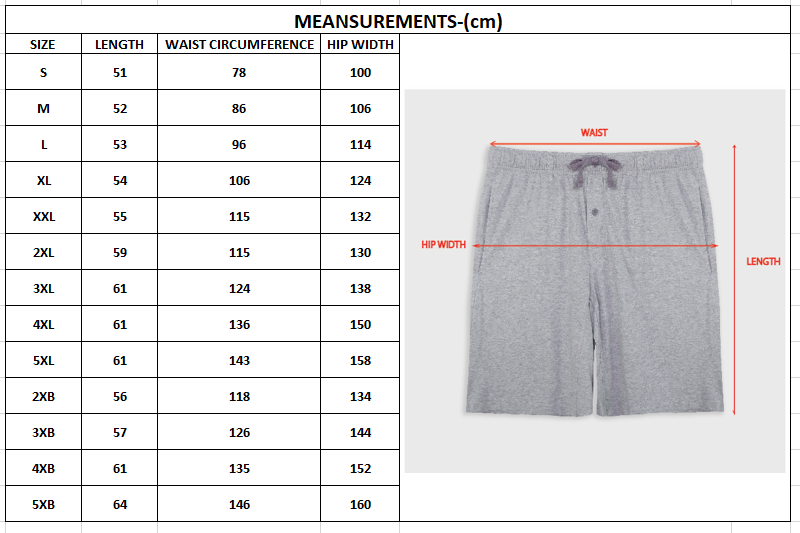 MEANSUREMENTS-(cm)
SIZE LENGTH WAIST CIRCUMFERENCE HIP WIDTH
S 51 78 100
M 52 86 106
L 53 96 114
XL 54 106 124
XXL 55 115 132
2XL 59 115 130
3XL 61 124 138
4XL 61 136 150
5XL 61 143 158
2XB 56 118 134
3XB 57 126 144
4XB 61 135 152
5XB 64 146 160
WAIST
HIP WIDTH
LENGTH